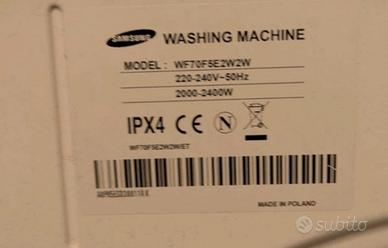 SAMSUNG WASHING MACHINE
MODEL: WF70F5E2W2W
220-240V~50Hz
2000-2400W
IPX4 CE N
WF70F5E2W2W/ET
MADE IN POLAND
subito